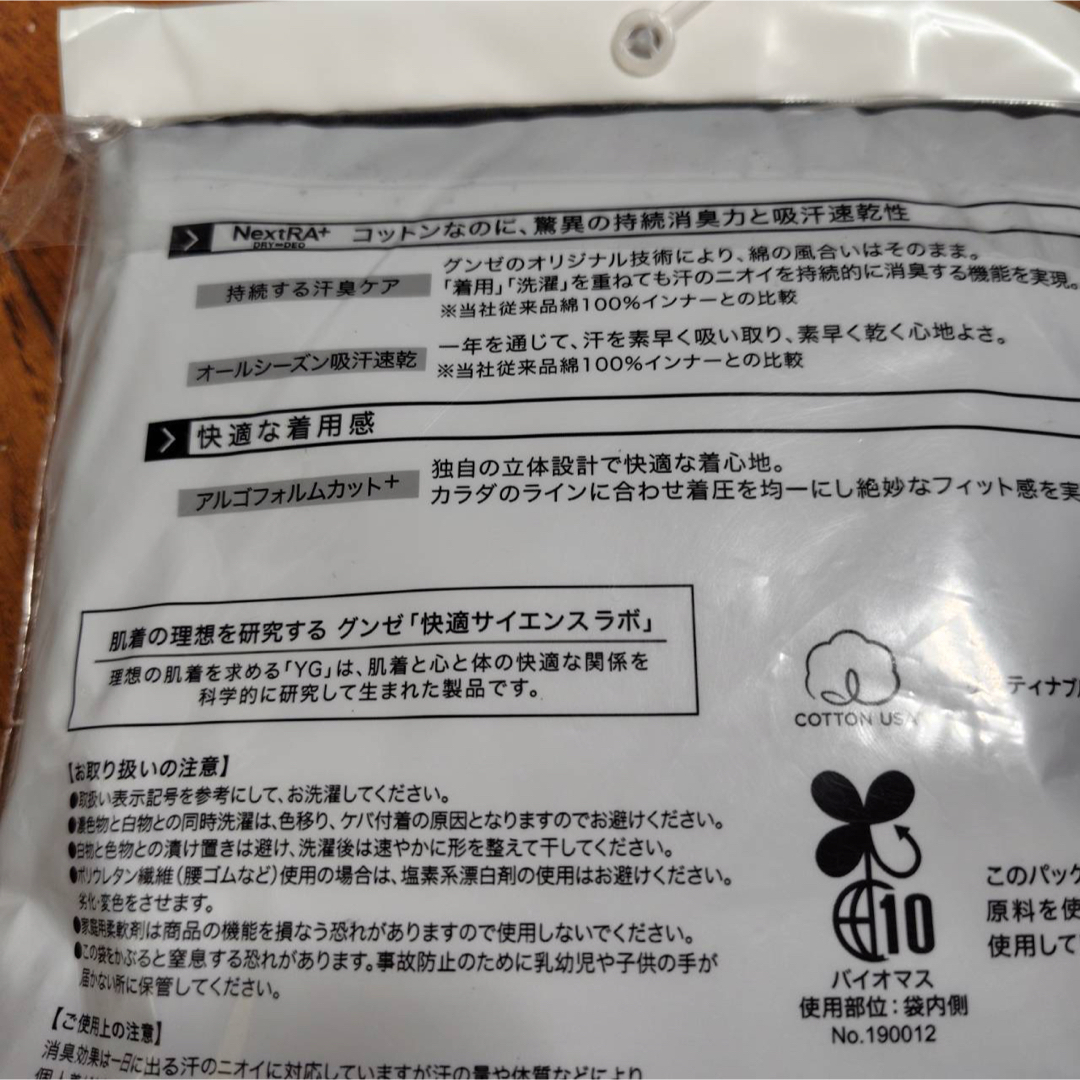 NextRA+ コットンなのに、驚異の持続消臭力と吸汗速乾性
DRY∞DEO
持続する汗臭ケア
グンゼのオリジナル技術により、綿の風合いはそのまま。
「着用」「洗濯」を重ねても汗のニオイを持続的に消臭する機能を実現。
※当社従来品綿100%インナーとの比較
オールシーズン吸汗速乾
一年を通じて、汗を素早く吸い取り、素早く乾く心地よさ。
※当社従来品綿100%インナーとの比較
快適な着用感
アルゴフォルムカット+
独自の立体設計で快適な着心地。
カラダのラインに合わせ着圧を均一にし絶妙なフィット感を実
肌着の理想を研究する グンゼ「快適サイエンスラボ」
理想の肌着を求める「YG」は、肌着と心と体の快適な関係を
科学的に研究して生まれた製品です。
COTTON USA
ティナブル
【お取り扱いの注意】
●取扱い表示記号を参考にして、お洗濯してください。
●濃色物と白物との同時洗濯は、色移り、ケバ付着の原因となりますのでお避けください。
●白物と色物との漬け置きは避け、洗濯後は速やかに形を整えて干してください。
●ポリウレタン繊維(腰ゴムなど)使用の場合は、塩素系漂白剤の使用はお避けください。
劣化・変色をさせます。
●家庭用柔軟剤は商品の機能を損なう恐れがありますので使用しないでください。
●この袋をかぶると窒息する恐れがあります。事故防止のために乳幼児や子供の手が
届かない所に保管してください。
10
バイオマス
使用部位:袋内側
No.190012
このパッケ
原料を使
使用して
【ご使用上の注意】
消臭効果は一日に出る汗のニオイに対応していますが汗の量や体質などにより